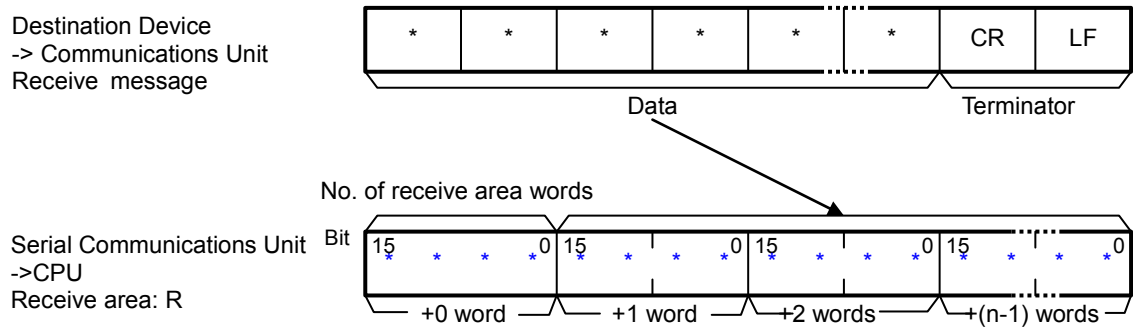 Destination Device
-> Communications Unit
Receive message
* * * * * * CR LF
Data Terminator
No. of receive area words
Serial Communications Unit
->CPU
Receive area: R
Bit 15 0 15 0 15 0 15 0
* * * * * * * * * * * * * * * *
+0 word +1 word +2 words +(n-1) words